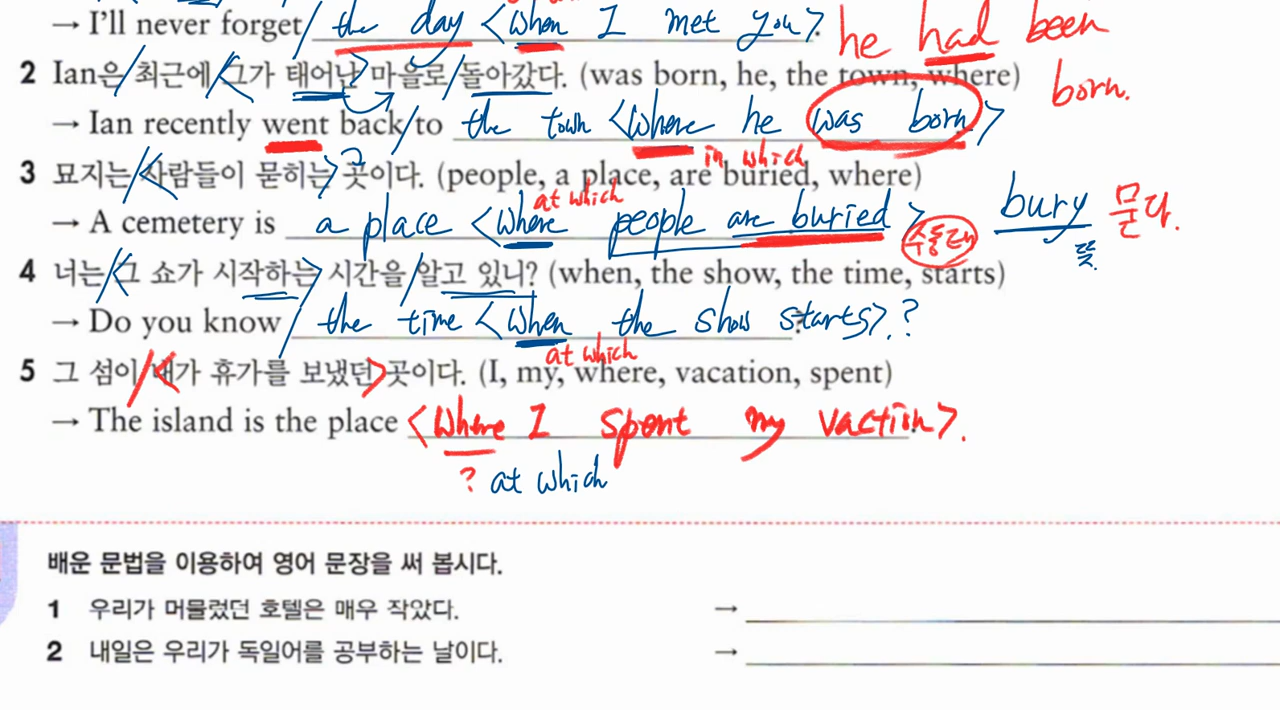 → I'll never forget / the day <when I met you>.
he had been born.
2 Ian은 / 최근에 / <그가 태어난> 마을로 / 돌아갔다. (was born, he, the town, where)
→ Ian recently went back / to the town <where he was born>
in which
3 묘지는 / <사람들이 묻히는> 곳이다. (people, a place, are buried, where)
at which
→ A cemetery is a place <where people are buried>
수동태
bury 묻다.
뜻.
4 너는 / <그 쇼가 시작하는> 시간을 / 알고 있니? (when, the show, the time, starts)
→ Do you know / the time <when the show starts>.?
at which
5 그 섬이 / <내가 휴가를 보냈던> 곳이다. (I, my, where, vacation, spent)
→ The island is the place <where I spent my vaction>.
? at which
배운 문법을 이용하여 영어 문장을 써 봅시다.
1 우리가 머물렀던 호텔은 매우 작았다. →
2 내일은 우리가 독일어를 공부하는 날이다. →